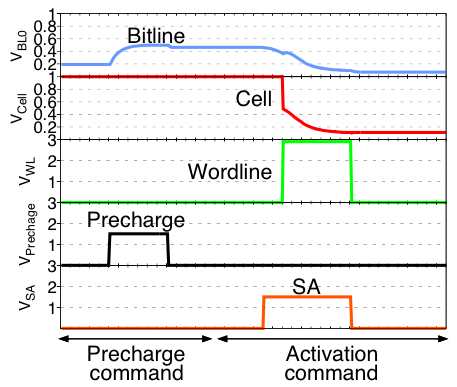 1
0.8
0.6
0.4
0.2
V_BL0
Bitline
1
0.8
0.6
0.4
0.2
V_Cell
Cell
3
2
1
V_WL
Wordline
3
2
1
V_Prechage
Precharge
3
2
1
V_SA
SA
Precharge
command
Activation
command